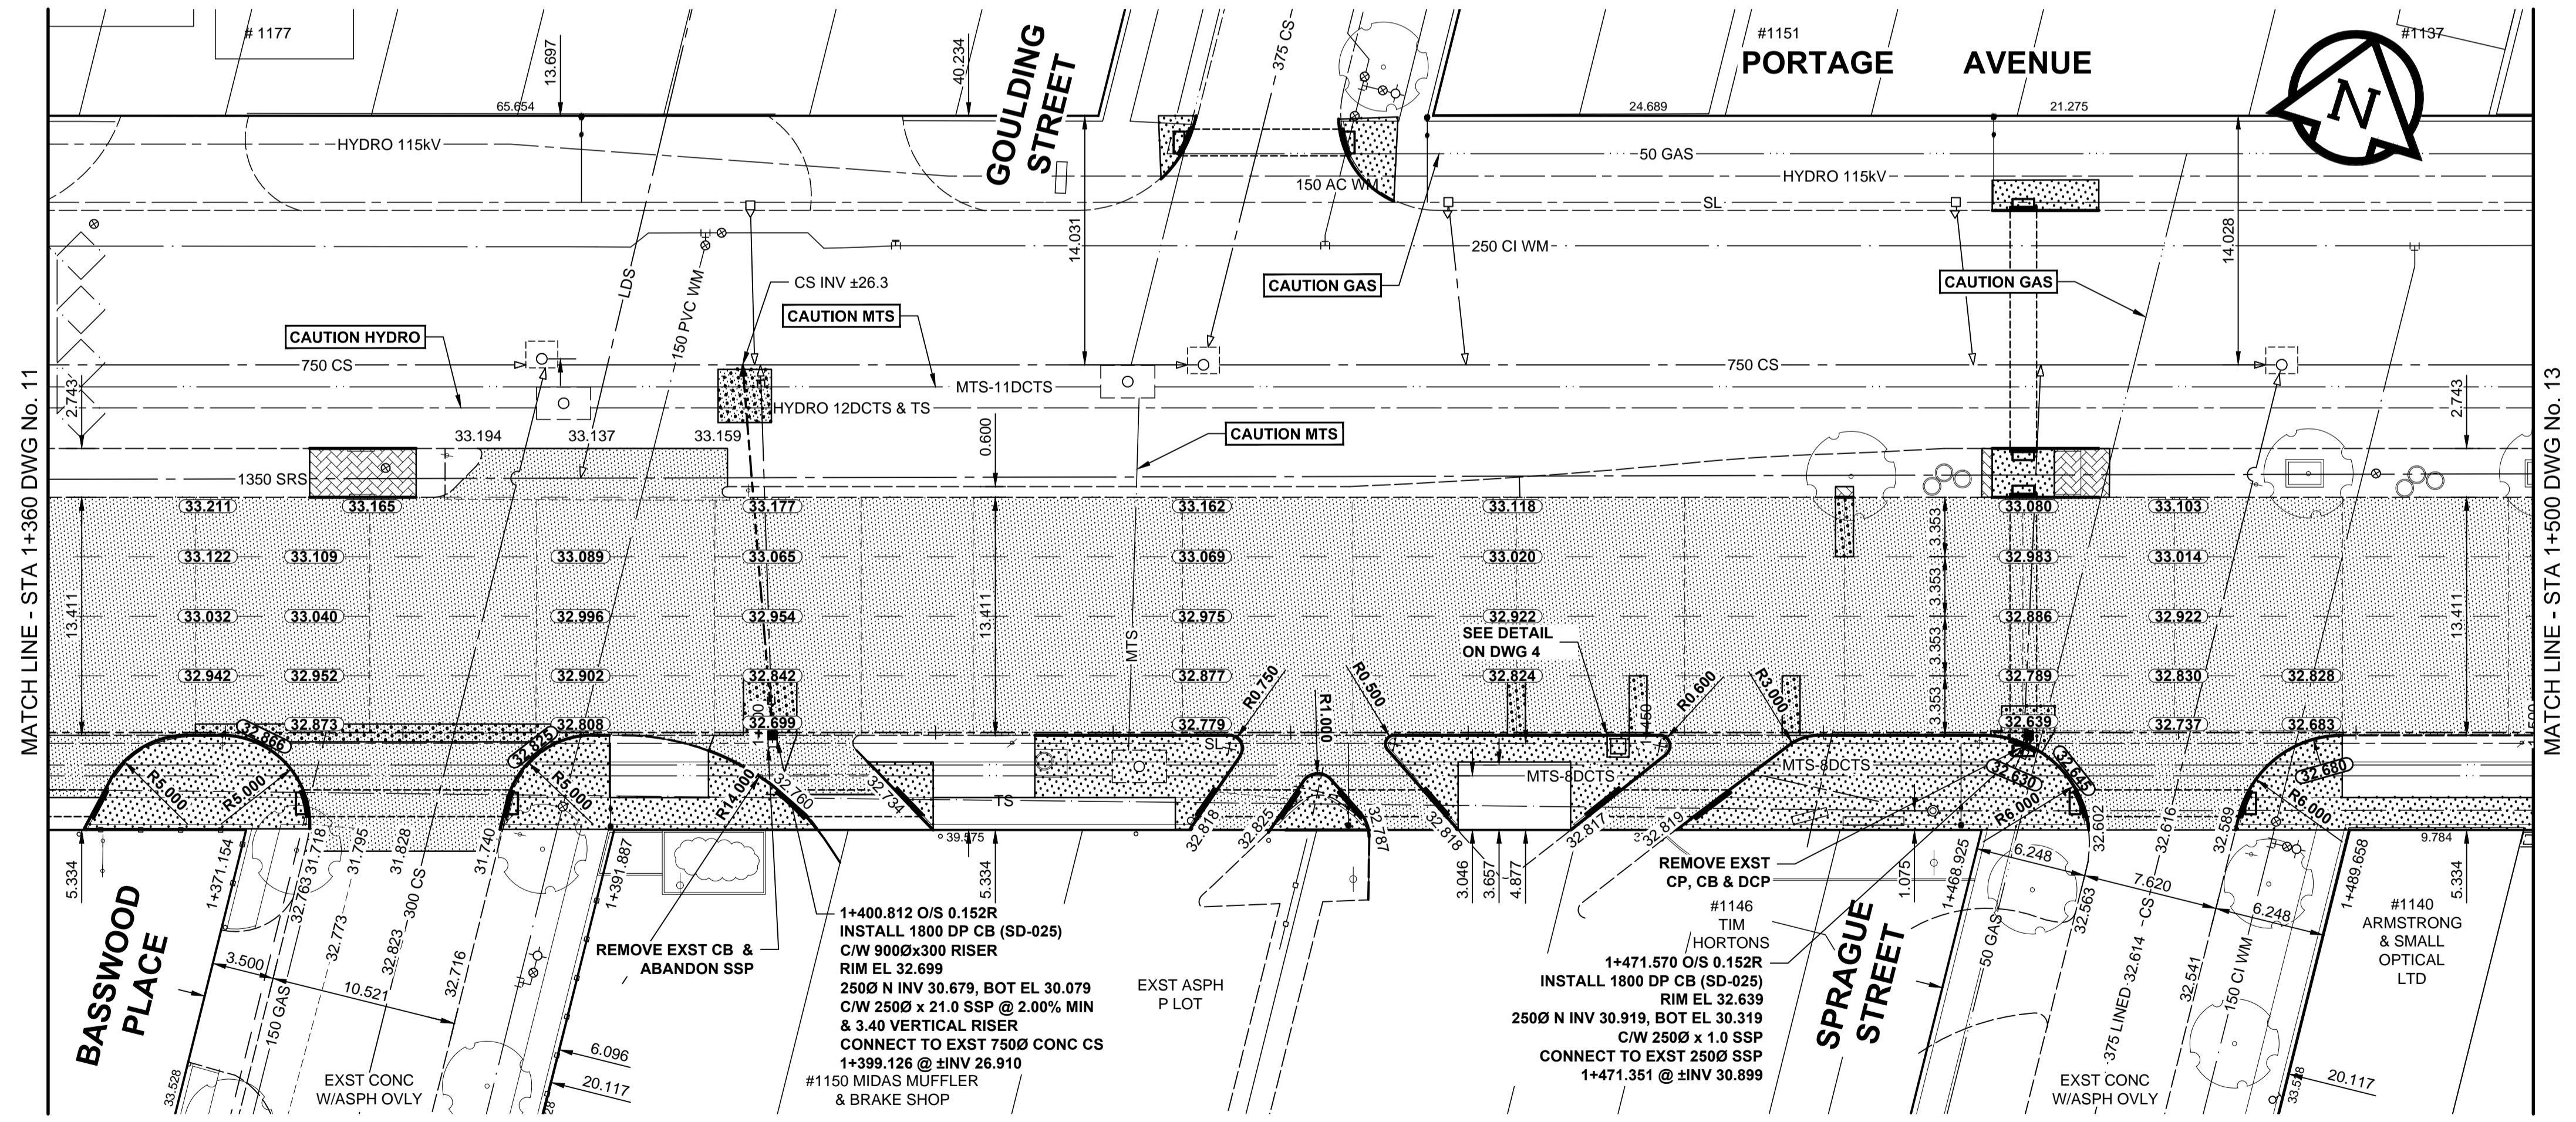 # 1177
#1151
#1137
PORTAGE AVENUE
GOULDING
STREET
N
13.697
40.234
375 CS
65.654
24.689
21.275
HYDRO 115kV
50 GAS
150 AC WM
HYDRO 115kV
SL
250 CI WM
14.031
14.028
LDS
150 PVC WM
CS INV ±26.3
CAUTION GAS
CAUTION GAS
CAUTION MTS
CAUTION HYDRO
750 CS
750 CS
MTS-11DCTS
HYDRO 12DCTS & TS
2.743
2.743
MATCH LINE - STA 1+360 DWG No. 11
MATCH LINE - STA 1+500 DWG No. 13
33.194
33.137
33.159
0.600
CAUTION MTS
1350 SRS
33.211
33.165
33.177
33.162
33.118
33.080
33.103
33.122
33.109
33.089
33.065
33.069
33.020
32.983
33.014
33.032
33.040
32.996
32.954
32.975
32.922
32.886
32.922
32.942
32.952
32.902
32.842
32.877
32.824
32.789
32.830
32.828
32.873
32.808
32.699
32.779
32.639
32.737
32.683
13.411
13.411
13.411
3.353
3.353
3.353
3.353
MTS
SEE DETAIL
ON DWG 4
R0.750
R1.000
R0.500
R0.600
R3.000
32.866
32.825
32.645
32.630
32.680
R5.000
R5.000
R5.000
R14.000
R6.000
R6.000
SL
TS
MTS-8DCTS
MTS-8DCTS
32.760
32.734
32.818
32.825
32.787
32.818
32.817
32.819
32.602
32.616
32.589
5.334
1+371.154
31.718
31.795
31.828
31.740
1+391.887
39.575
5.334
3.046
3.657
4.877
1.075
1+468.925
6.248
7.620
6.248
1+489.658
9.784
5.334
32.763
32.773
32.823
300 CS
32.716
32.563
32.541
BASSWOOD
PLACE
3.500
10.521
150 GAS
6.096
20.117
33.528
EXST CONC
W/ASPH OVLY
REMOVE EXST CB &
ABANDON SSP
1+400.812 O/S 0.152R
INSTALL 1800 DP CB (SD-025)
C/W 900Øx300 RISER
RIM EL 32.699
250Ø N INV 30.679, BOT EL 30.079
C/W 250Ø x 21.0 SSP @ 2.00% MIN
& 3.40 VERTICAL RISER
CONNECT TO EXST 750Ø CONC CS
1+399.126 @ ±INV 26.910
#1150 MIDAS MUFFLER
& BRAKE SHOP
EXST ASPH
P LOT
REMOVE EXST
CP, CB & DCP
#1146
TIM
HORTONS
1+471.570 O/S 0.152R
INSTALL 1800 DP CB (SD-025)
RIM EL 32.639
250Ø N INV 30.919, BOT EL 30.319
C/W 250Ø x 1.0 SSP
CONNECT TO EXST 250Ø SSP
1+471.351 @ ±INV 30.899
SPRAGUE
STREET
50 GAS
375 LINED 32.614 CS
150 CI WM
#1140
ARMSTRONG
& SMALL
OPTICAL
LTD
EXST CONC
W/ASPH OVLY
33.528
20.117